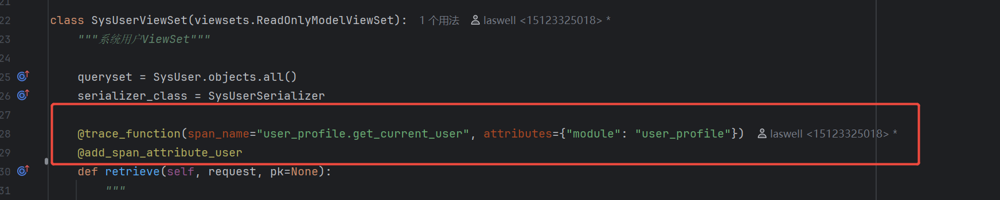 21
22 class SysUserViewSet(viewsets.ReadOnlyModelViewSet): 1 个用法 laswell <15123325018> *
23 """系统用户ViewSet"""
24
25 queryset = SysUser.objects.all()
26 serializer_class = SysUserSerializer
27
28 @trace_function(span_name="user_profile.get_current_user", attributes={"module": "user_profile"}) laswell <15123325018> *
29 @add_span_attribute_user
30 def retrieve(self, request, pk=None):
31 """